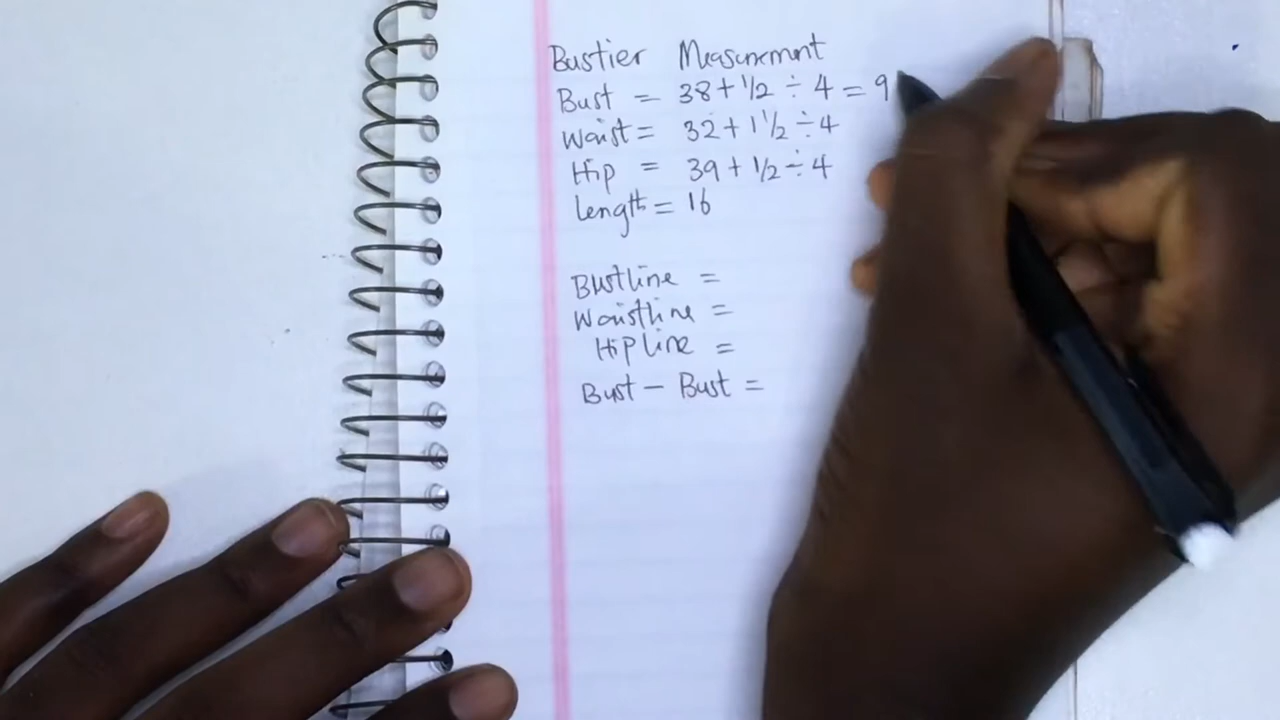 Bustier Measurement
Bust = 38 + 1/2 ÷ 4 = 9
Waist = 32 + 1 1/2 ÷ 4
Hip = 39 + 1/2 ÷ 4
length = 16
Bustline =
Waistline =
Hipline =
Bust - Bust =